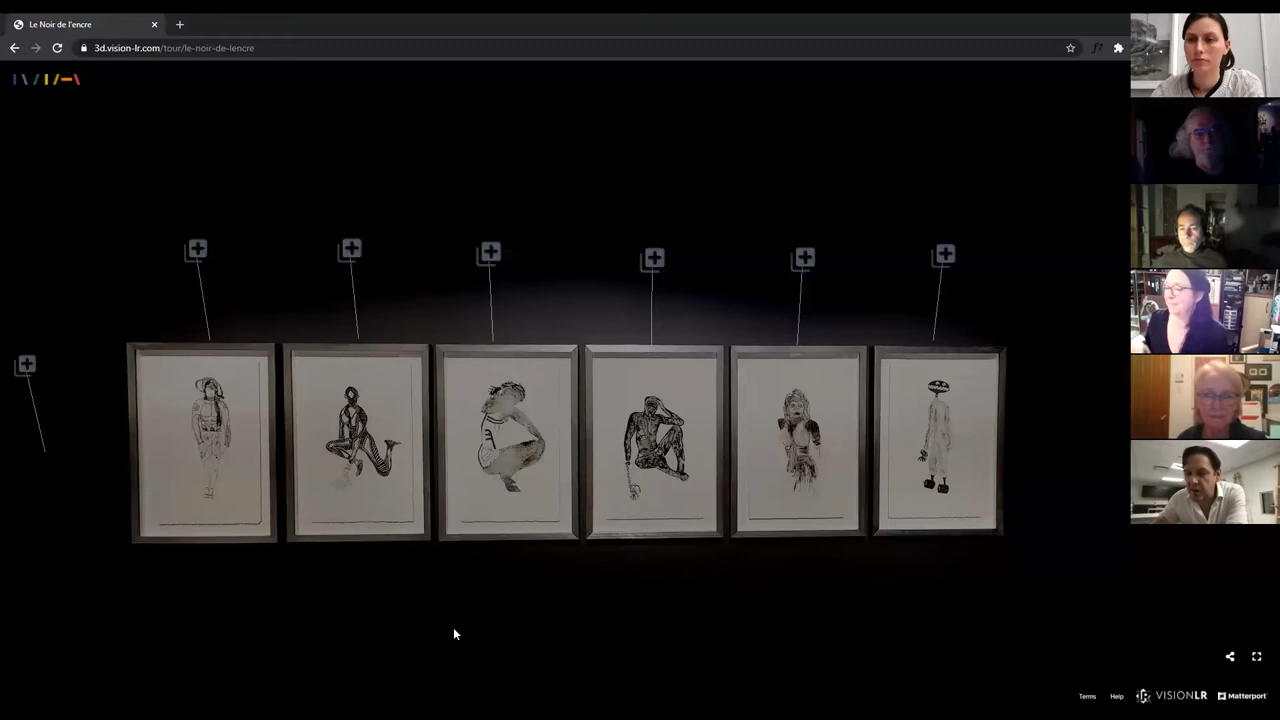 Le Noir de l'encre
3d.vision-lr.com/tour/le-noir-de-lencre
f?
Terms
Help
VISIONLR
Matterport